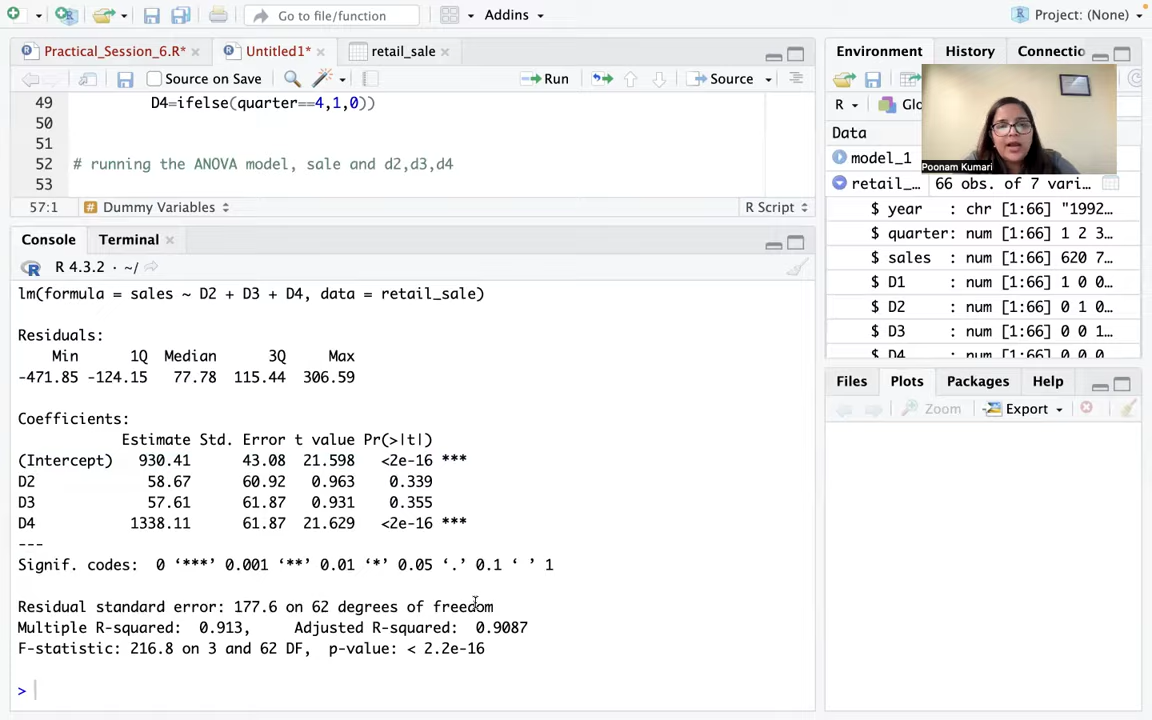 Go to file/function
Addins
Project: (None)
Practical_Session_6.R*
Untitled1*
retail_sale
Source on Save
Run
Source
49 D4=ifelse(quarter==4,1,0))
50
51
52 # running the ANOVA model, sale and d2,d3,d4
53
57:1
# Dummy Variables
R Script
Console
Terminal
R 4.3.2 · ~/
lm(formula = sales ~ D2 + D3 + D4, data = retail_sale)
Residuals:
Min 1Q Median 3Q Max
-471.85 -124.15 77.78 115.44 306.59
Coefficients:
Estimate Std. Error t value Pr(>|t|)
(Intercept) 930.41 43.08 21.598 <2e-16 ***
D2 58.67 60.92 0.963 0.339
D3 57.61 61.87 0.931 0.355
D4 1338.11 61.87 21.629 <2e-16 ***
---
Signif. codes: 0 ‘***’ 0.001 ‘**’ 0.01 ‘*’ 0.05 ‘.’ 0.1 ‘ ’ 1
Residual standard error: 177.6 on 62 degrees of freedom
Multiple R-squared: 0.913, Adjusted R-squared: 0.9087
F-statistic: 216.8 on 3 and 62 DF, p-value: < 2.2e-16
>
Environment
History
Connectio
R
Glo
Poonam Kumari
Data
model_1
retail_… 66 obs. of 7 vari…
$ year : chr [1:66] "1992…
$ quarter: num [1:66] 1 2 3…
$ sales : num [1:66] 620 7…
$ D1 : num [1:66] 1 0 0…
$ D2 : num [1:66] 0 1 0…
$ D3 : num [1:66] 0 0 1…
$ D4 : num [1:66] 0 0 0
Files
Plots
Packages
Help
Zoom
Export